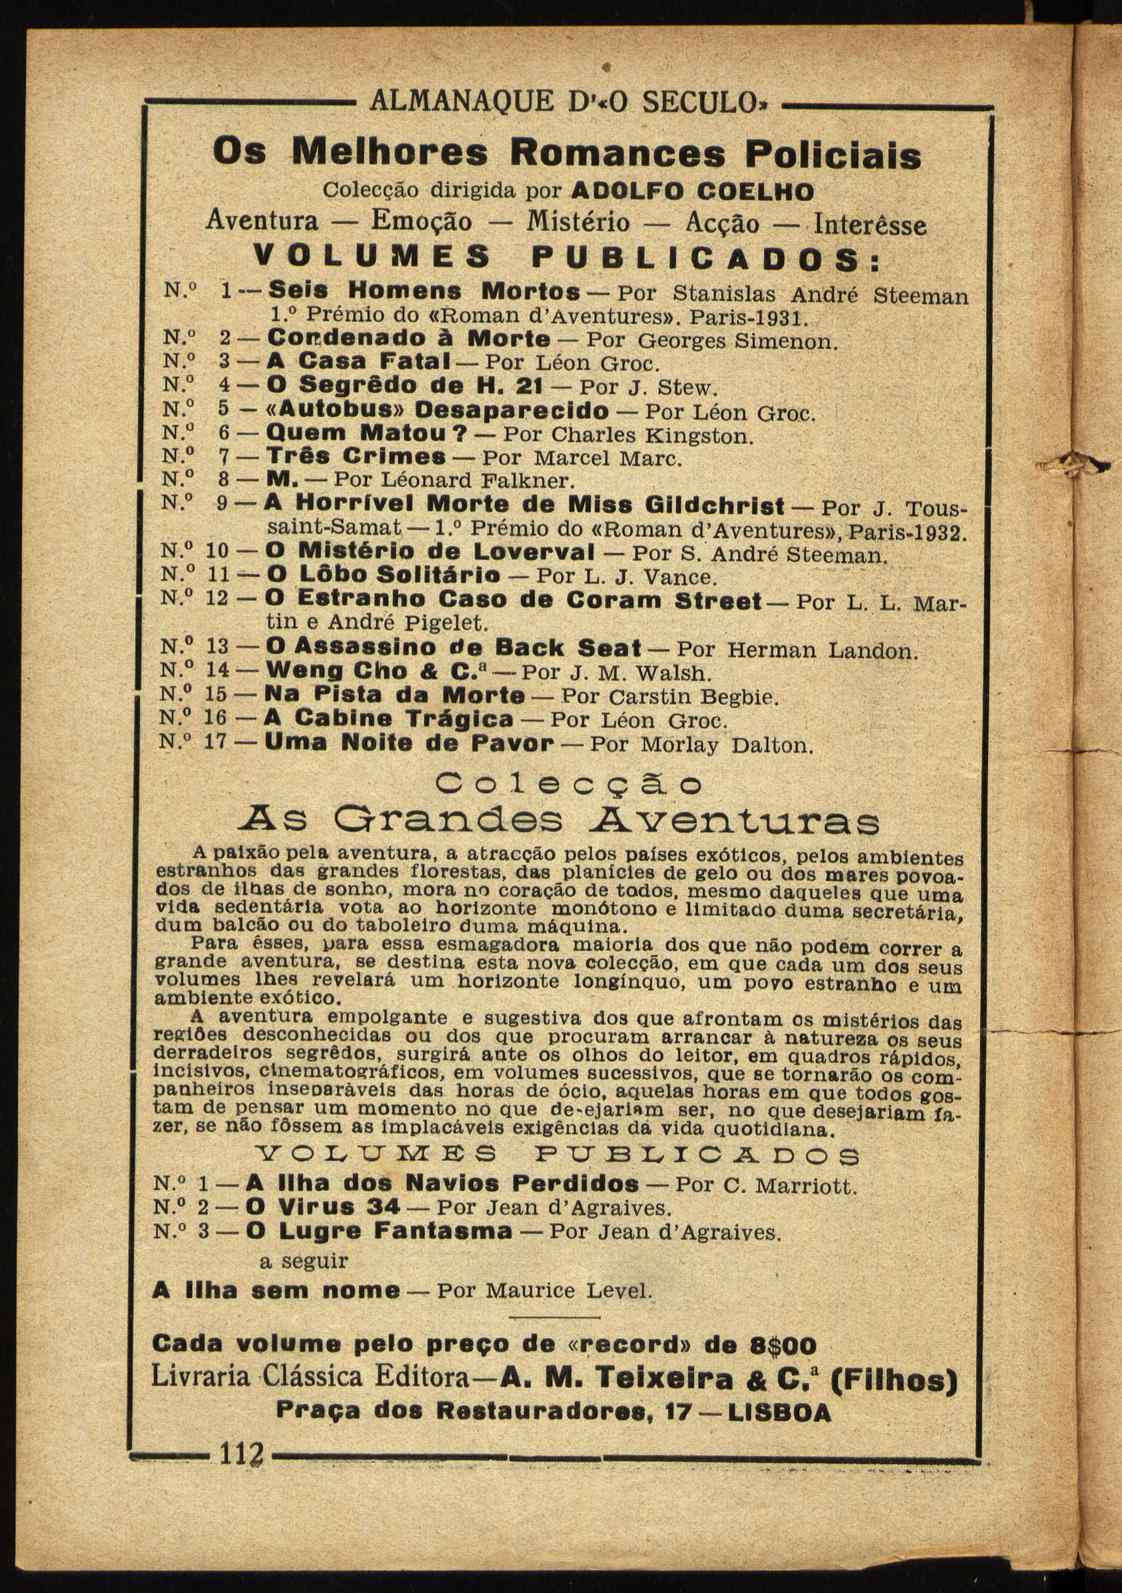 ALMANAQUE D'«O SECULO»
Os Melhores Romances Policiais
Colecção dirigida por ADOLFO COELHO
Aventura — Emoção — Mistério — Acção — Interêsse
VOLUMES PUBLICADOS:
N.º 1 — Seis Homens Mortos — Por Stanislas André Steeman
1.º Prémio do «Roman d'Aventures». Paris-1931.
N.º 2 — Condenado à Morte — Por Georges Simenon.
N.º 3 — A Casa Fatal — Por Léon Groc.
N.º 4 — O Segrêdo de H. 21 — Por J. Stew.
N.º 5 — «Autobus» Desaparecido — Por Léon Groc.
N.º 6 — Quem Matou? — Por Charles Kingston.
N.º 7 — Três Crimes — Por Marcel Marc.
N.º 8 — M. — Por Léonard Falkner.
N.º 9 — A Horrível Morte de Miss Gildchrist — Por J. Tous-
saint-Samat — 1.º Prémio do «Roman d'Aventures», Paris-1932.
N.º 10 — O Mistério de Loverval — Por S. André Steeman.
N.º 11 — O Lôbo Solitário — Por L. J. Vance.
N.º 12 — O Estranho Caso de Coram Street — Por L. L. Mar-
tin e André Pigelet.
N.º 13 — O Assassino de Back Seat — Por Herman Landon.
N.º 14 — Weng Cho & C.ª — Por J. M. Walsh.
N.º 15 — Na Pista da Morte — Por Carstin Begbie.
N.º 16 — A Cabine Trágica — Por Léon Groc.
N.º 17 — Uma Noite de Pavor — Por Morlay Dalton.
Colecção
As Grandes Aventuras
A paixão pela aventura, a atracção pelos países exóticos, pelos ambientes
estranhos das grandes florestas, das planícies de gelo ou dos mares povoa-
dos de ilhas de sonho, mora no coração de todos, mesmo daqueles que uma
vida sedentária vota ao horizonte monótono e limitado duma secretária,
dum balcão ou do taboleiro duma máquina.
Para êsses, para essa esmagadora maioria dos que não podem correr a
grande aventura, se destina esta nova colecção, em que cada um dos seus
volumes lhes revelará um horizonte longínquo, um povo estranho e um
ambiente exótico.
A aventura empolgante e sugestiva dos que afrontam os mistérios das
regiões desconhecidas ou dos que procuram arrancar à natureza os seus
derradeiros segrêdos, surgirá ante os olhos do leitor, em quadros rápidos,
incisivos, cinematográficos, em volumes sucessivos, que se tornarão os com-
panheiros inseparáveis das horas de ócio, aquelas horas em que todos gos-
tam de pensar um momento no que desejariam ser, no que desejariam fa-
zer, se não fôssem as implacáveis exigências da vida quotidiana.
VOLUMES PUBLICADOS
N.º 1 — A Ilha dos Navios Perdidos — Por C. Marriott.
N.º 2 — O Virus 34 — Por Jean d'Agraives.
N.º 3 — O Lugre Fantasma — Por Jean d'Agraives.
a seguir
A Ilha sem nome — Por Maurice Level.
Cada volume pelo preço de «record» de 8$00
Livraria Clássica Editora — A. M. Teixeira & C.ª (Filhos)
Praça dos Restauradores, 17 — LISBOA
112